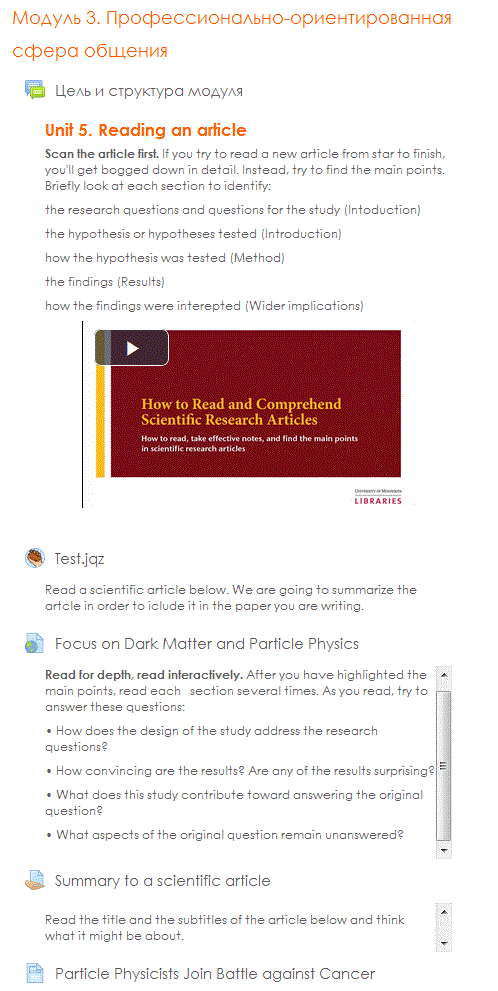 Модуль 3. Профессионально-ориентированная
сфера общения
Цель и структура модуля
Unit 5. Reading an article
Scan the article first. If you try to read a new article from star to finish,
you'll get bogged down in detail. Instead, try to find the main points.
Briefly look at each section to identify:
the research questions and questions for the study (Intoduction)
the hypothesis or hypotheses tested (Introduction)
how the hypothesis was tested (Method)
the findings (Results)
how the findings were interepted (Wider implications)
How to Read and Comprehend
Scientific Research Articles
How to read, take effective notes, and find the main points
in scientific research articles
University of Minnesota
LIBRARIES
Test.jqz
Read a scientific article below. We are going to summarize the
artcle in order to iclude it in the paper you are writing.
Focus on Dark Matter and Particle Physics
Read for depth, read interactively. After you have highlighted the
main points, read each section several times. As you read, try to
answer these questions:
• How does the design of the study address the research
questions?
• How convincing are the results? Are any of the results surprising?
• What does this study contribute toward answering the original
question?
• What aspects of the original question remain unanswered?
Summary to a scientific article
Read the title and the subtitles of the article below and think
what it might be about.
Particle Physicists Join Battle against Cancer